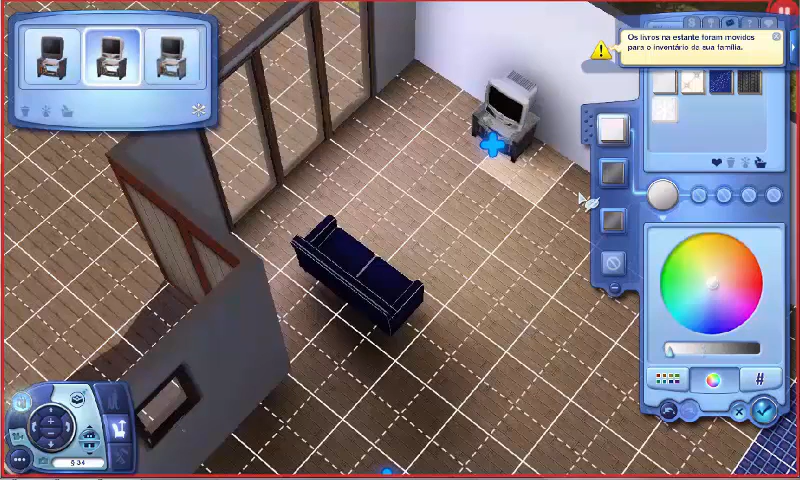 Os livros na estante foram movidos
para o inventário de sua família.
#
§ 34